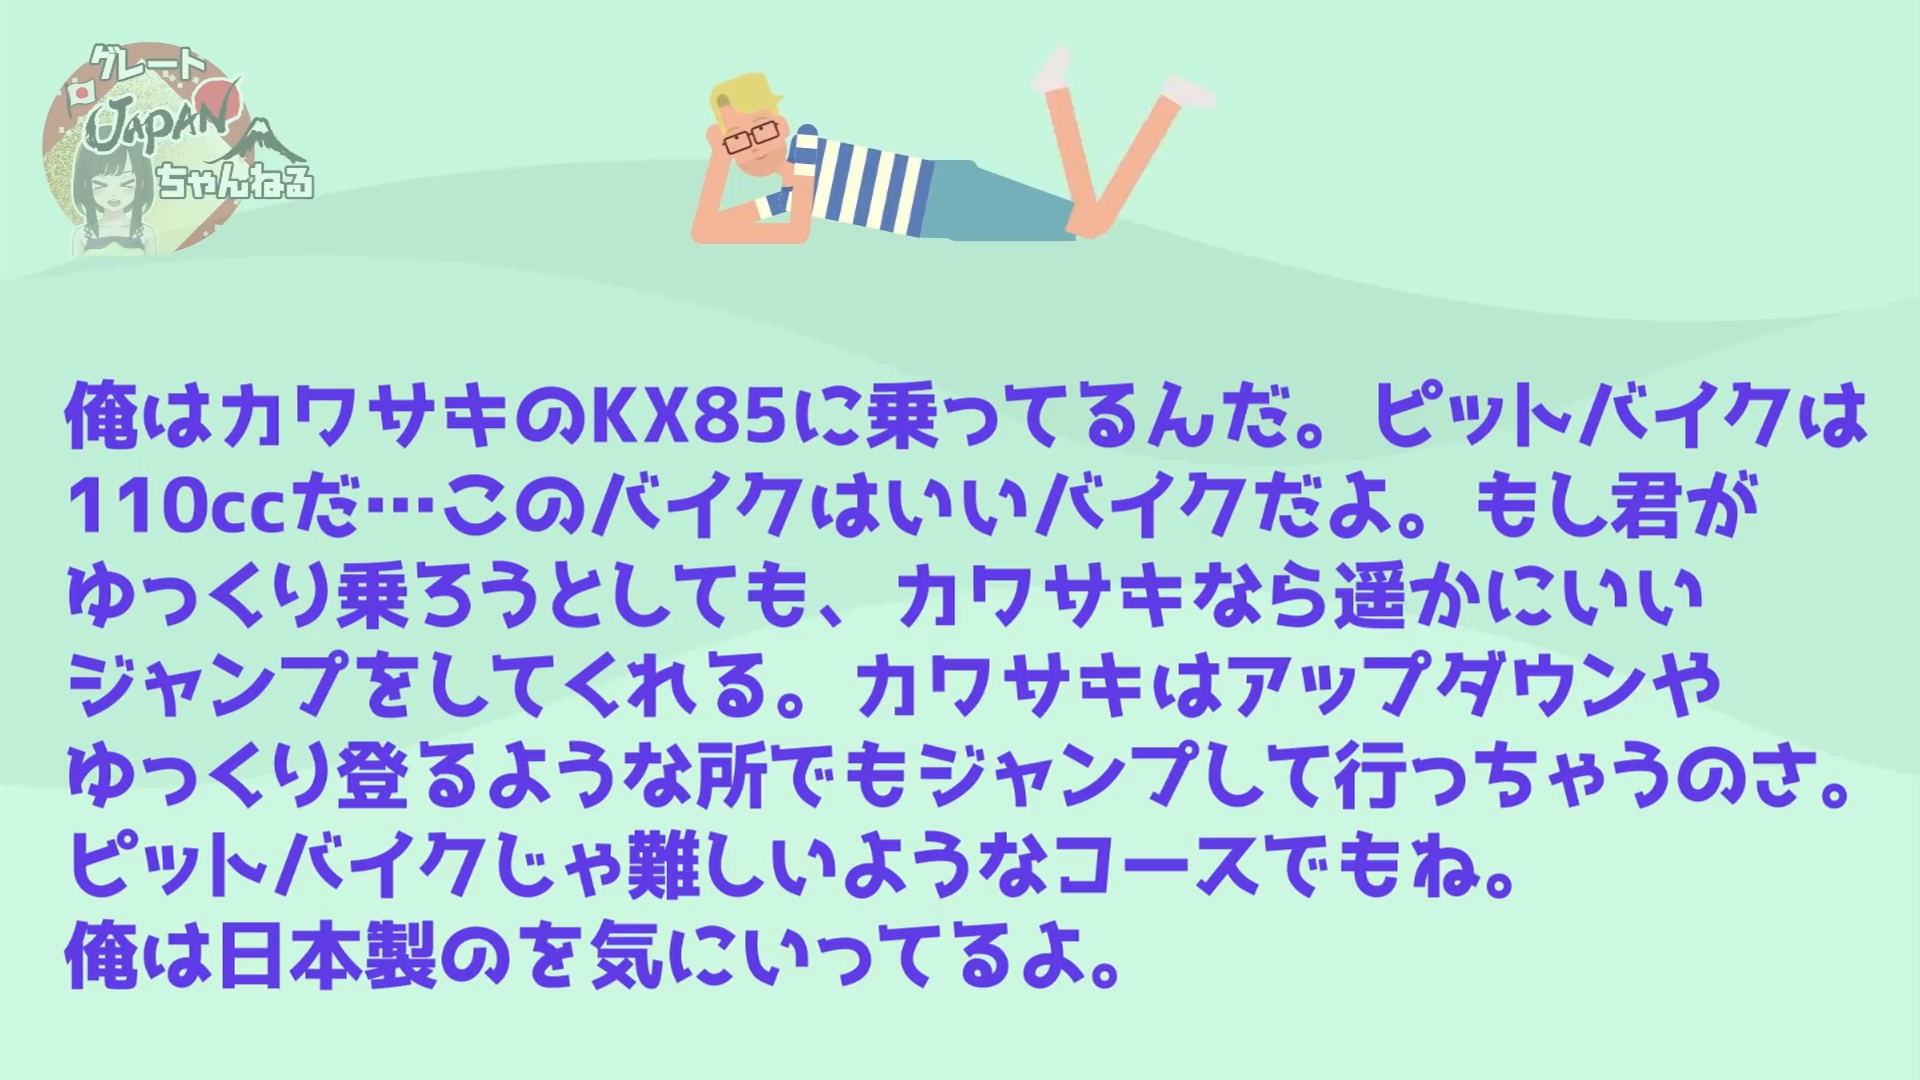 グレート
JAPAN
ちゃんねる
俺はカワサキのKX85に乗ってるんだ。ピットバイクは
110ccだ…このバイクはいいバイクだよ。もし君が
ゆっくり乗ろうとしても、カワサキなら遥かにいい
ジャンプをしてくれる。カワサキはアップダウンや
ゆっくり登るような所でもジャンプして行っちゃうのさ。
ピットバイクじゃ難しいようなコースでもね。
俺は日本製のを気にいってるよ。